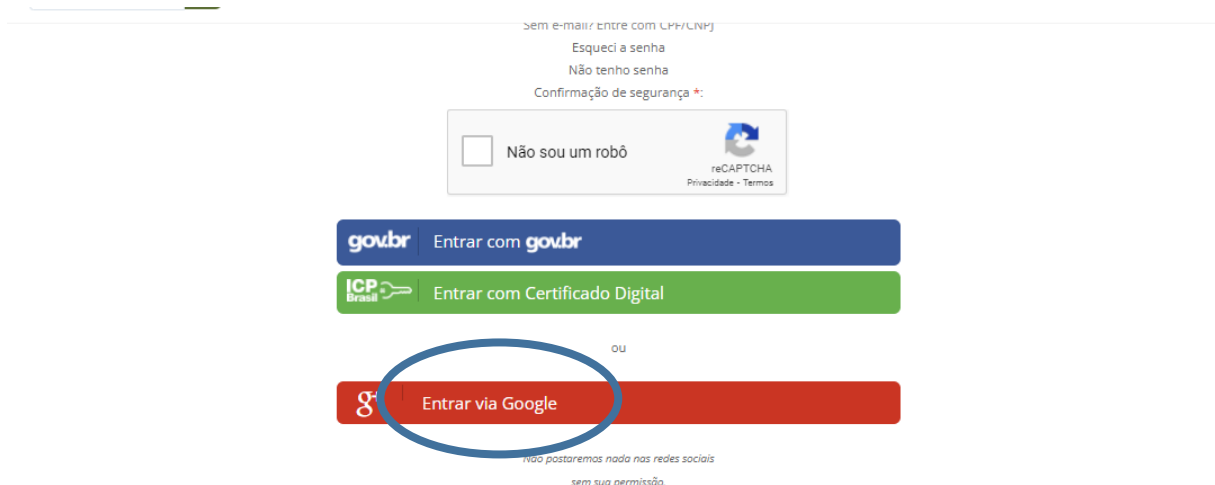 Sem e-mail? Entre com CPF/CNPJ
Esqueci a senha
Não tenho senha
Confirmação de segurança *:
Não sou um robô
reCAPTCHA
Privacidade - Termos
gov.br Entrar com gov.br
ICP Brasil Entrar com Certificado Digital
ou
g+ Entrar via Google
Não postaremos nada nas redes sociais
sem sua permissão.